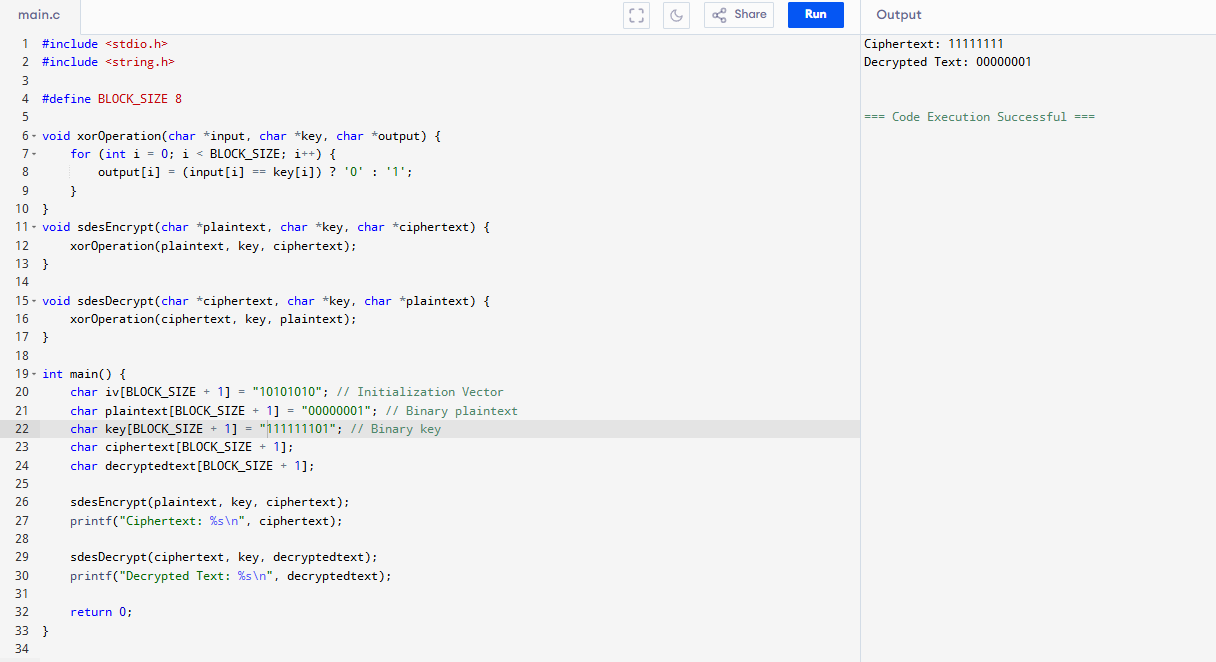 main.c
Share
Run
Output
1 #include <stdio.h>
2 #include <string.h>
3
4 #define BLOCK_SIZE 8
5
6 void xorOperation(char *input, char *key, char *output) {
7     for (int i = 0; i < BLOCK_SIZE; i++) {
8         output[i] = (input[i] == key[i]) ? '0' : '1';
9     }
10 }
11 void sdesEncrypt(char *plaintext, char *key, char *ciphertext) {
12     xorOperation(plaintext, key, ciphertext);
13 }
14
15 void sdesDecrypt(char *ciphertext, char *key, char *plaintext) {
16     xorOperation(ciphertext, key, plaintext);
17 }
18
19 int main() {
20     char iv[BLOCK_SIZE + 1] = "10101010"; // Initialization Vector
21     char plaintext[BLOCK_SIZE + 1] = "00000001"; // Binary plaintext
22     char key[BLOCK_SIZE + 1] = "111111101"; // Binary key
23     char ciphertext[BLOCK_SIZE + 1];
24     char decryptedtext[BLOCK_SIZE + 1];
25
26     sdesEncrypt(plaintext, key, ciphertext);
27     printf("Ciphertext: %s\n", ciphertext);
28
29     sdesDecrypt(ciphertext, key, decryptedtext);
30     printf("Decrypted Text: %s\n", decryptedtext);
31
32     return 0;
33 }
34
Ciphertext: 11111111
Decrypted Text: 00000001
=== Code Execution Successful ===